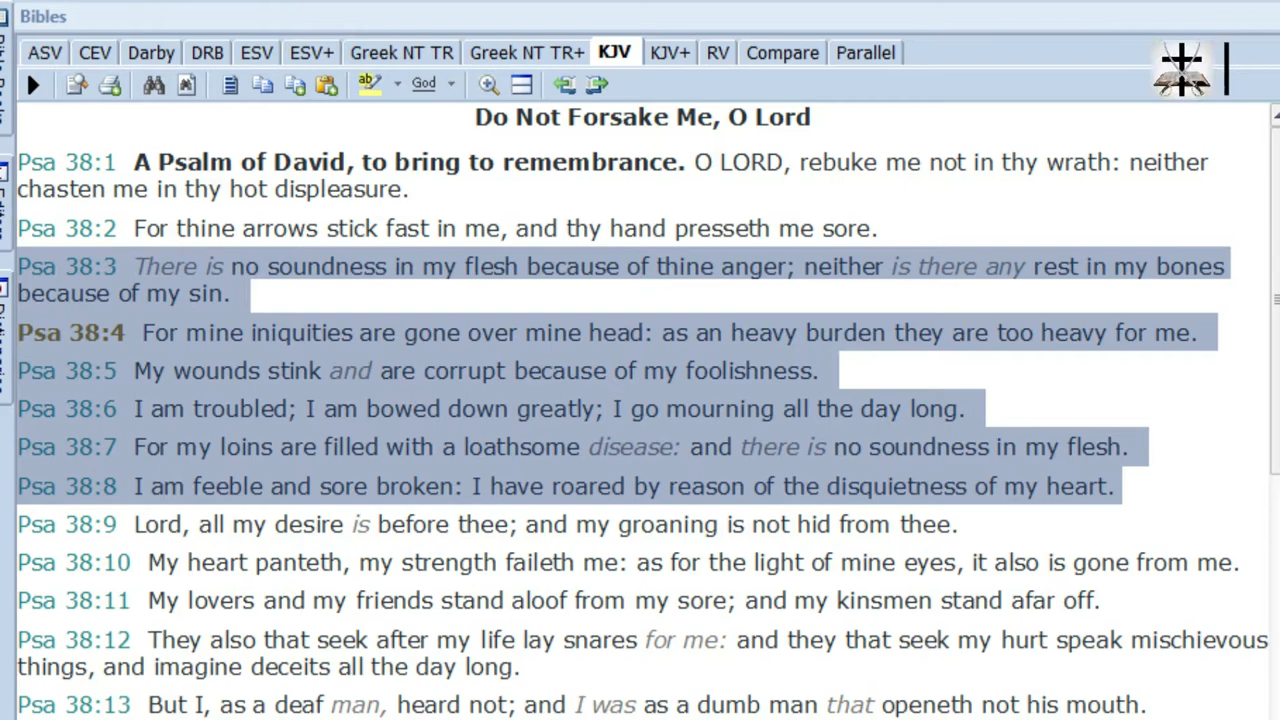 Bibles
ASV CEV Darby DRB ESV ESV+ Greek NT TR Greek NT TR+ KJV KJV+ RV Compare Parallel
God
Do Not Forsake Me, O Lord
Psa 38:1 A Psalm of David, to bring to remembrance. O LORD, rebuke me not in thy wrath: neither
chasten me in thy hot displeasure.
Psa 38:2 For thine arrows stick fast in me, and thy hand presseth me sore.
Psa 38:3 There is no soundness in my flesh because of thine anger; neither is there any rest in my bones
because of my sin.
Psa 38:4 For mine iniquities are gone over mine head: as an heavy burden they are too heavy for me.
Psa 38:5 My wounds stink and are corrupt because of my foolishness.
Psa 38:6 I am troubled; I am bowed down greatly; I go mourning all the day long.
Psa 38:7 For my loins are filled with a loathsome disease: and there is no soundness in my flesh.
Psa 38:8 I am feeble and sore broken: I have roared by reason of the disquietness of my heart.
Psa 38:9 Lord, all my desire is before thee; and my groaning is not hid from thee.
Psa 38:10 My heart panteth, my strength faileth me: as for the light of mine eyes, it also is gone from me.
Psa 38:11 My lovers and my friends stand aloof from my sore; and my kinsmen stand afar off.
Psa 38:12 They also that seek after my life lay snares for me: and they that seek my hurt speak mischievous
things, and imagine deceits all the day long.
Psa 38:13 But I, as a deaf man, heard not; and I was as a dumb man that openeth not his mouth.